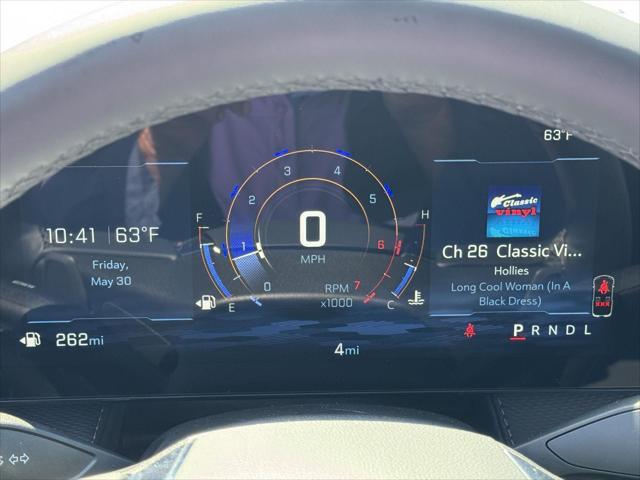 63°F
10:41 63°F
Friday,
May 30
262mi
F
E
0
1
2
3
4
5
6
7
0
MPH
RPM
x1000
H
C
4mi
Classic
vinyl
Ch 26 Classic Vi...
Hollies
Long Cool Woman (In A
Black Dress)
P R N D L